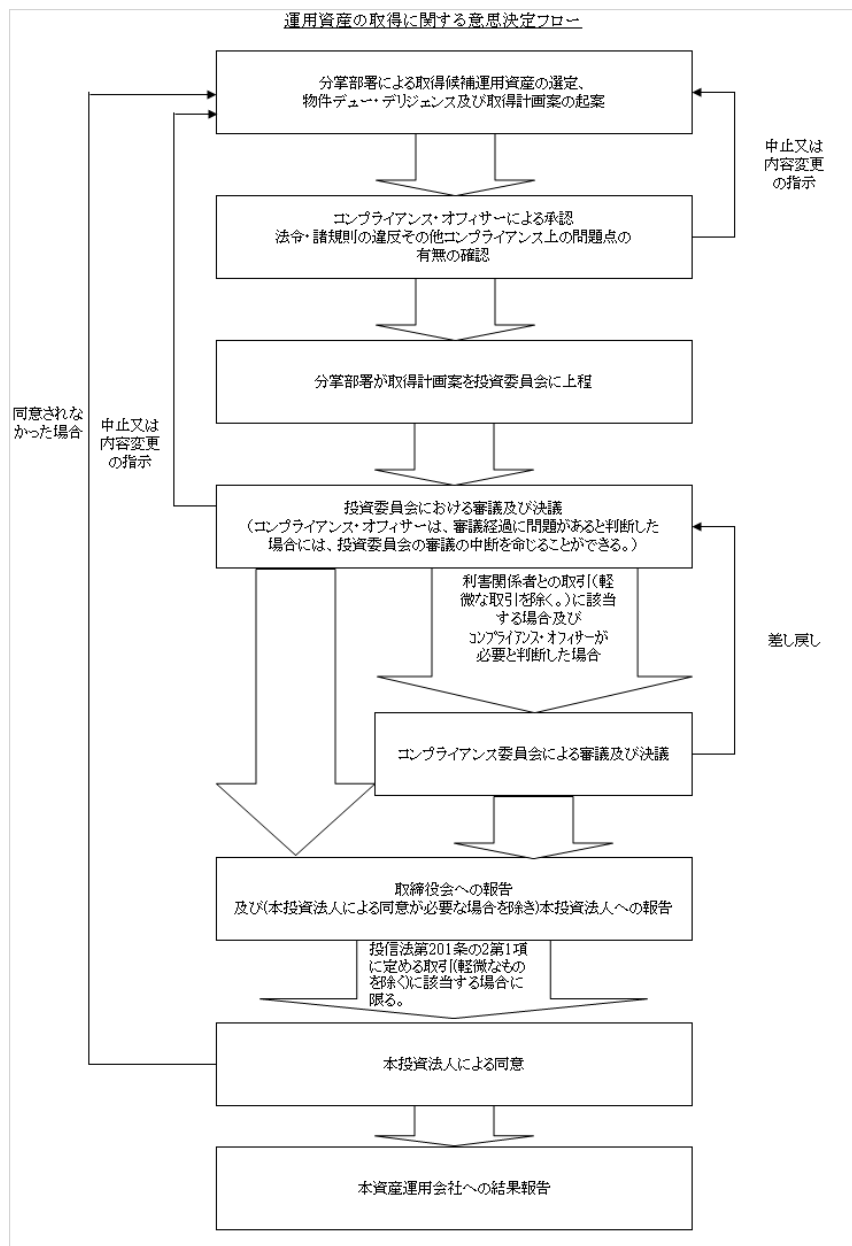 運用資産の取得に関する意思決定フロー
分掌部署による取得候補運用資産の選定、
物件デュー・デリジェンス及び取得計画案の起案
中止又は
内容変更
の指示
コンプライアンス・オフィサーによる承認
法令・諸規則の違反その他コンプライアンス上の問題点の
有無の確認
分掌部署が取得計画案を投資委員会に上程
同意されな
かった場合
中止又は
内容変更
の指示
投資委員会における審議及び決議
(コンプライアンス・オフィサーは、審議経過に問題があると判断した
場合には、投資委員会の審議の中断を命じることができる。)
利害関係者との取引(軽
微な取引を除く。)に該当
する場合及び
コンプライアンス・オフィサーが
必要と判断した場合
差し戻し
コンプライアンス委員会による審議及び決議
取締役会への報告
及び(本投資法人による同意が必要な場合を除き)本投資法人への報告
投信法第201条の2第1項
に定める取引(軽微なもの
を除く)に該当する場合に
限る。
本投資法人による同意
本資産運用会社への結果報告